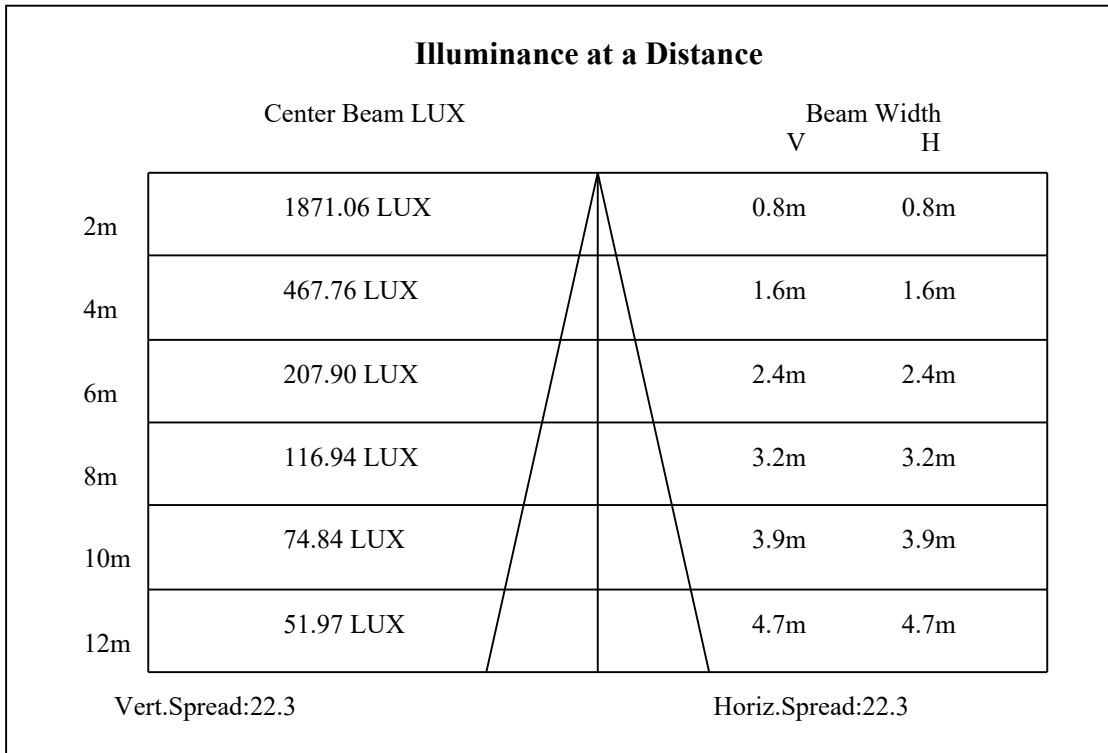 Illuminance at a Distance
Center Beam LUX Beam Width
V H
2m 1871.06 LUX 0.8m 0.8m
4m 467.76 LUX 1.6m 1.6m
6m 207.90 LUX 2.4m 2.4m
8m 116.94 LUX 3.2m 3.2m
10m 74.84 LUX 3.9m 3.9m
12m 51.97 LUX 4.7m 4.7m
Vert.Spread:22.3 Horiz.Spread:22.3